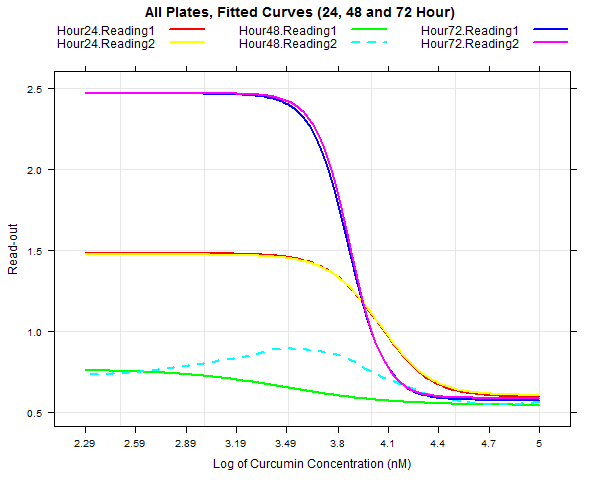 All Plates, Fitted Curves (24, 48 and 72 Hour)
Hour24.Reading1 Hour48.Reading1 Hour72.Reading1
Hour24.Reading2 Hour48.Reading2 Hour72.Reading2
2.5
2.0
1.5
1.0
0.5
Read-out
2.29 2.59 2.89 3.19 3.49 3.8 4.1 4.4 4.7 5
Log of Curcumin Concentration (nM)